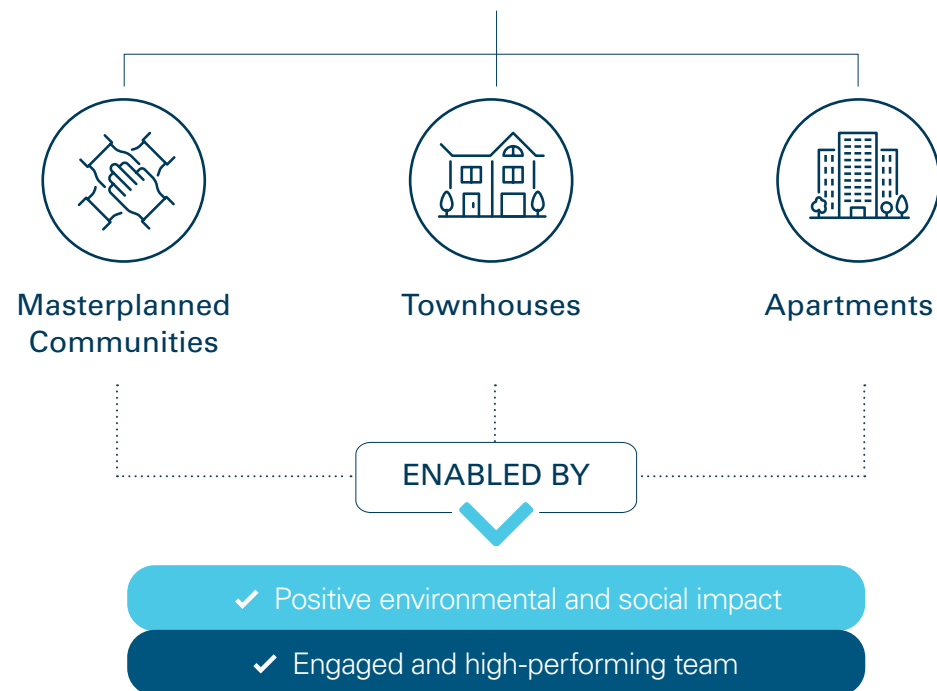 Masterplanned
Communities
Townhouses
Apartments
ENABLED BY
Positive environmental and social impact
Engaged and high-performing team